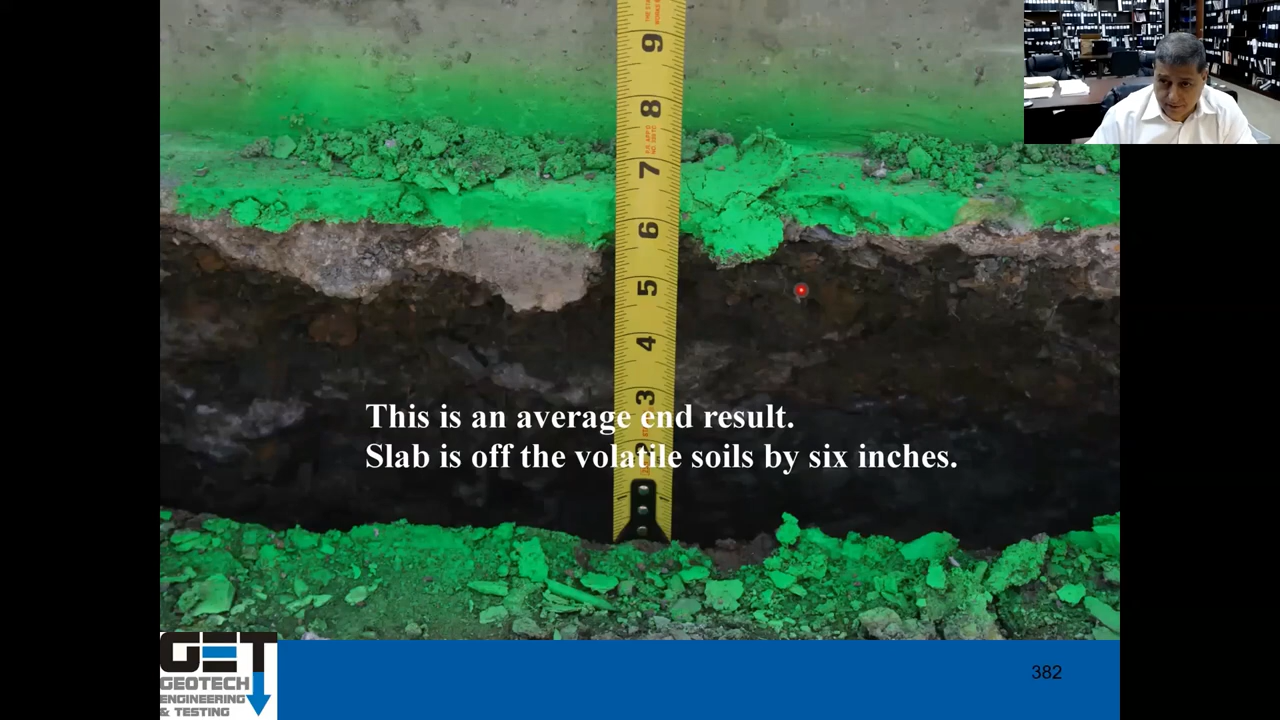 9
8
7
6
5
4
3
This is an average end result.
Slab is off the volatile soils by six inches.
GET
GEOTECH
ENGINEERING
& TESTING
382